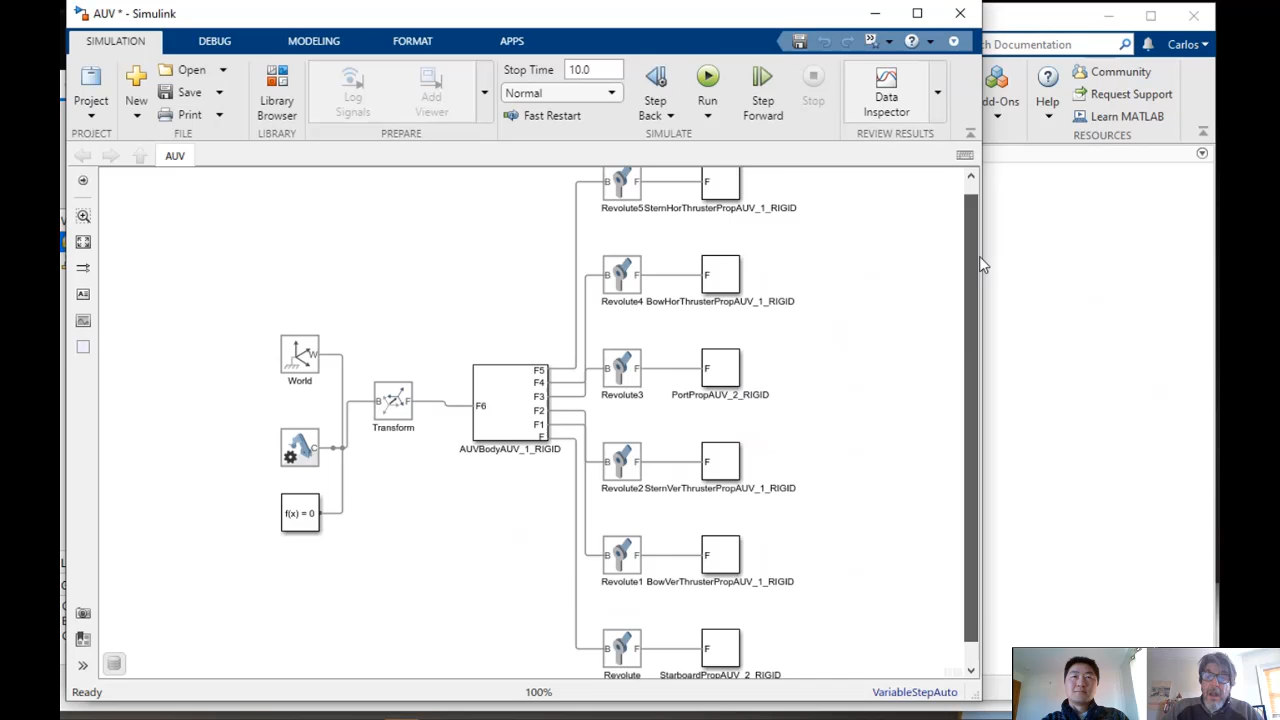 AUV * - Simulink
SIMULATION DEBUG MODELING FORMAT APPS
ch Documentation Carlos
Project New Open Save Print Library Browser Log Signals Add Viewer
Stop Time 10.0
Normal
Fast Restart
Step Back Run Step Forward Stop Data Inspector
PROJECT FILE LIBRARY PREPARE SIMULATE REVIEW RESULTS
dd-Ons Help Community
Request Support
Learn MATLAB
RESOURCES
AUV
B F F
Revolute5 SternHorThrusterPropAUV_1_RIGID
B F F
Revolute4 BowHorThrusterPropAUV_1_RIGID
W
World
B F F
Revolute3 PortPropAUV_2_RIGID
B F
Transform
F6 F5 F4 F3 F2 F1 F
AUVBodyAUV_1_RIGID
C
B F F
Revolute2 SternVerThrusterPropAUV_1_RIGID
f(x) = 0
B F F
Revolute1 BowVerThrusterPropAUV_1_RIGID
B F F
Revolute StarboardPropAUV_2_RIGID
Ready 100% VariableStepAuto